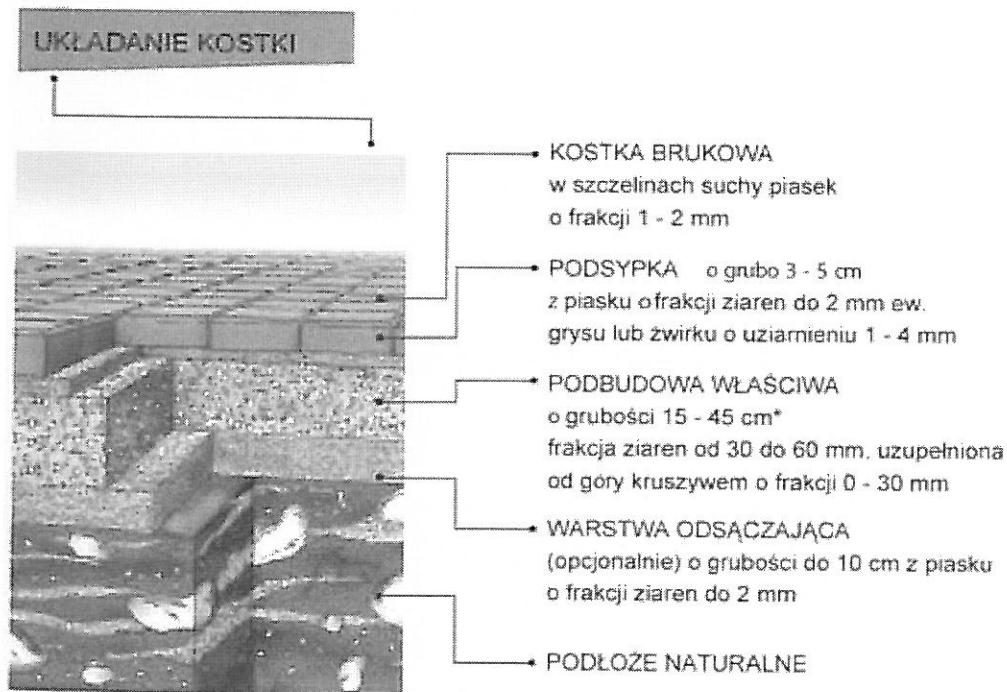 UKŁADANIE KOSTKI
KOSTKA BRUKOWA
w szczelinach suchy piasek
o frakcji 1 - 2 mm
PODSYPKA o grubo 3 - 5 cm
z piasku o frakcji ziaren do 2 mm ew.
grysu lub żwirku o uziarnieniu 1 - 4 mm
PODBUDOWA WŁAŚCIWA
o grubości 15 - 45 cm*
frakcja ziaren od 30 do 60 mm, uzupełniona
od góry kruszywem o frakcji 0 - 30 mm
WARSTWA ODSĄCZAJĄCA
(opcjonalnie) o grubości do 10 cm z piasku
o frakcji ziaren do 2 mm
PODŁOŻE NATURALNE